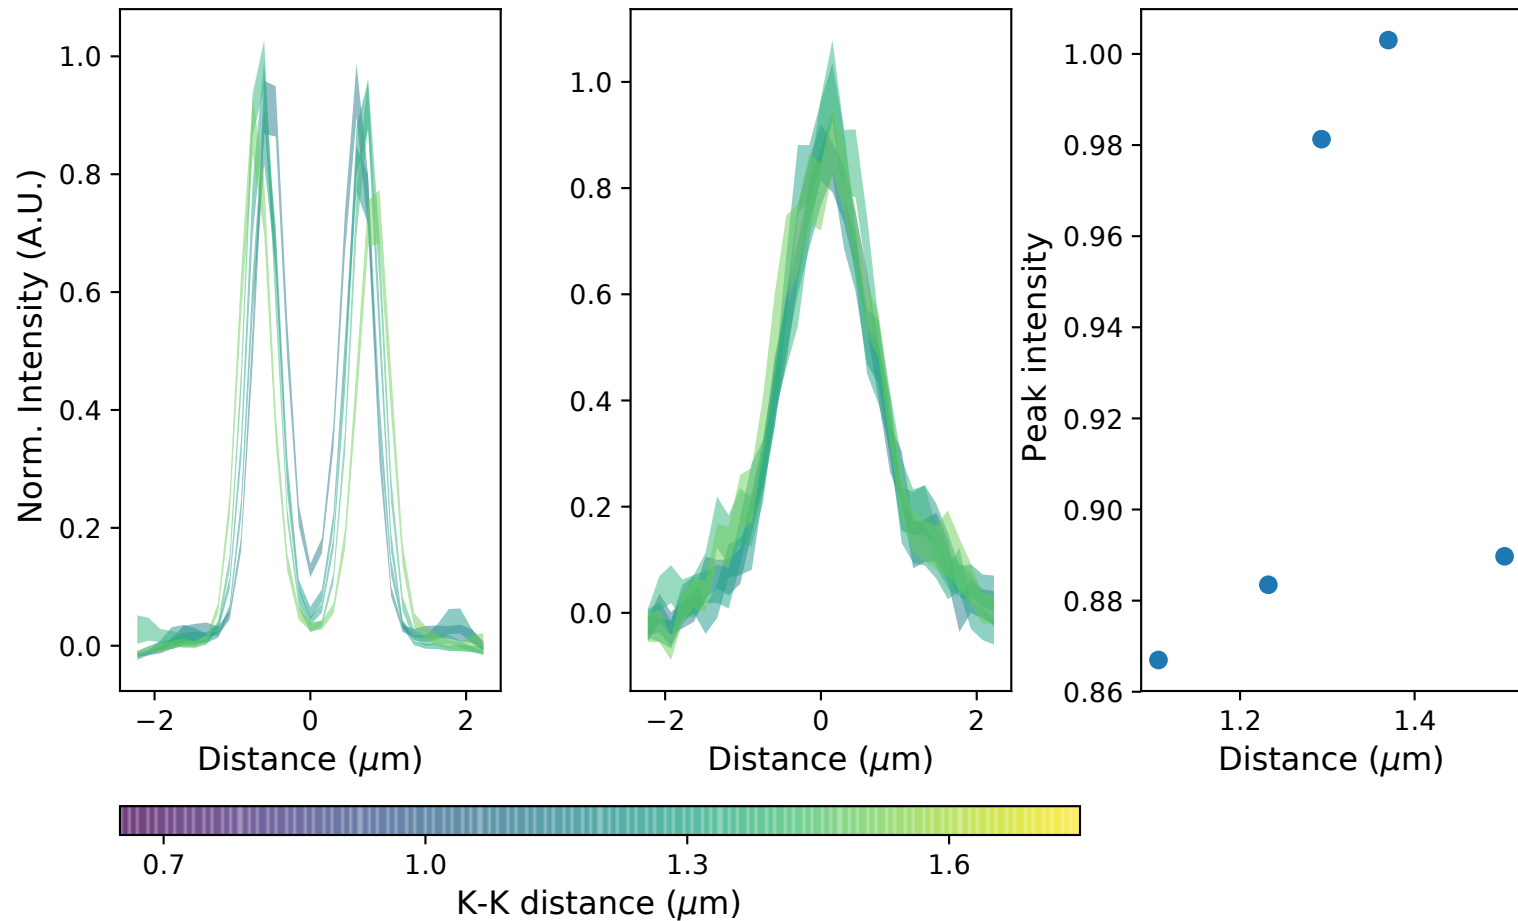 Norm. Intensity (A.U.)
1.0
0.8
0.6
0.4
0.2
0.0
−2 0 2
Distance (μm)
1.0
0.8
0.6
0.4
0.2
0.0
−2 0 2
Distance (μm)
Peak intensity
1.00
0.98
0.96
0.94
0.92
0.90
0.88
0.86
1.2 1.4
Distance (μm)
0.7 1.0 1.3 1.6
K-K distance (μm)